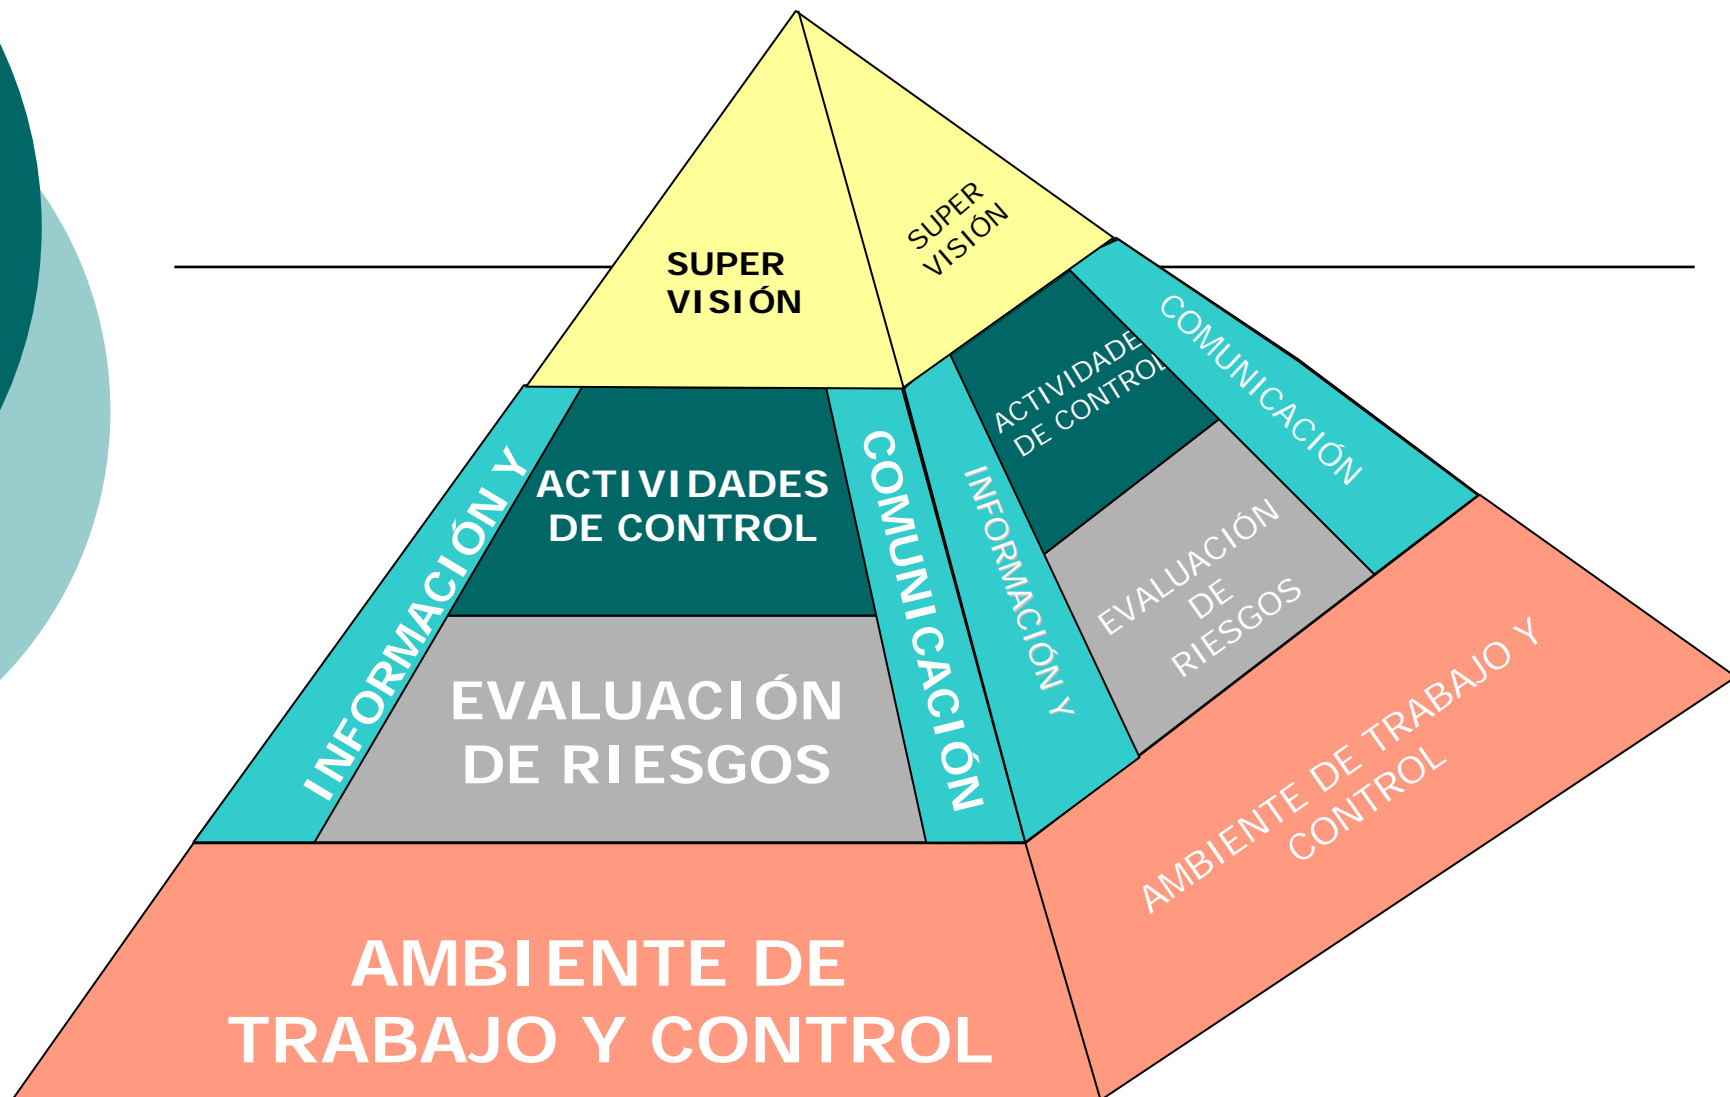 SUPER
VISIÓN
SUPER
VISIÓN
INFORMACIÓN Y
ACTIVIDADES
DE CONTROL
COMUNICACIÓN
EVALUACIÓN
DE RIESGOS
INFORMACIÓN Y
ACTIVIDADE
DE CONTROL
COMUNICACIÓN
EVALUACIÓN
DE
RIESGOS
AMBIENTE DE
TRABAJO Y CONTROL
AMBIENTE DE TRABAJO Y
CONTROL